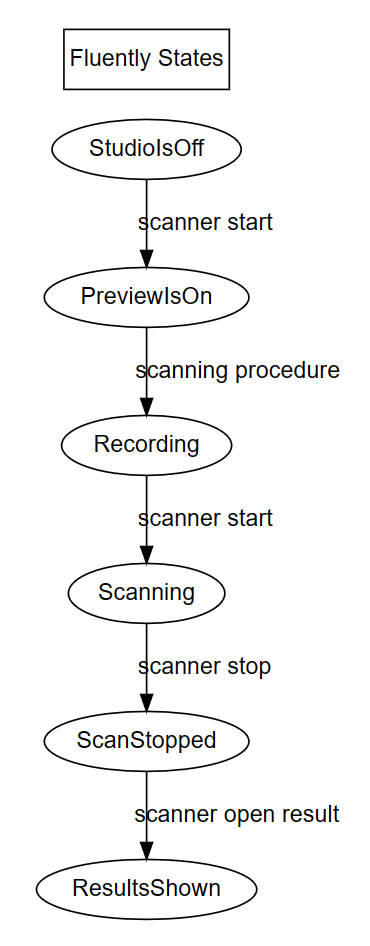 Fluently States
StudioIsOff
scanner start
PreviewIsOn
scanning procedure
Recording
scanner start
Scanning
scanner stop
ScanStopped
scanner open result
ResultsShown